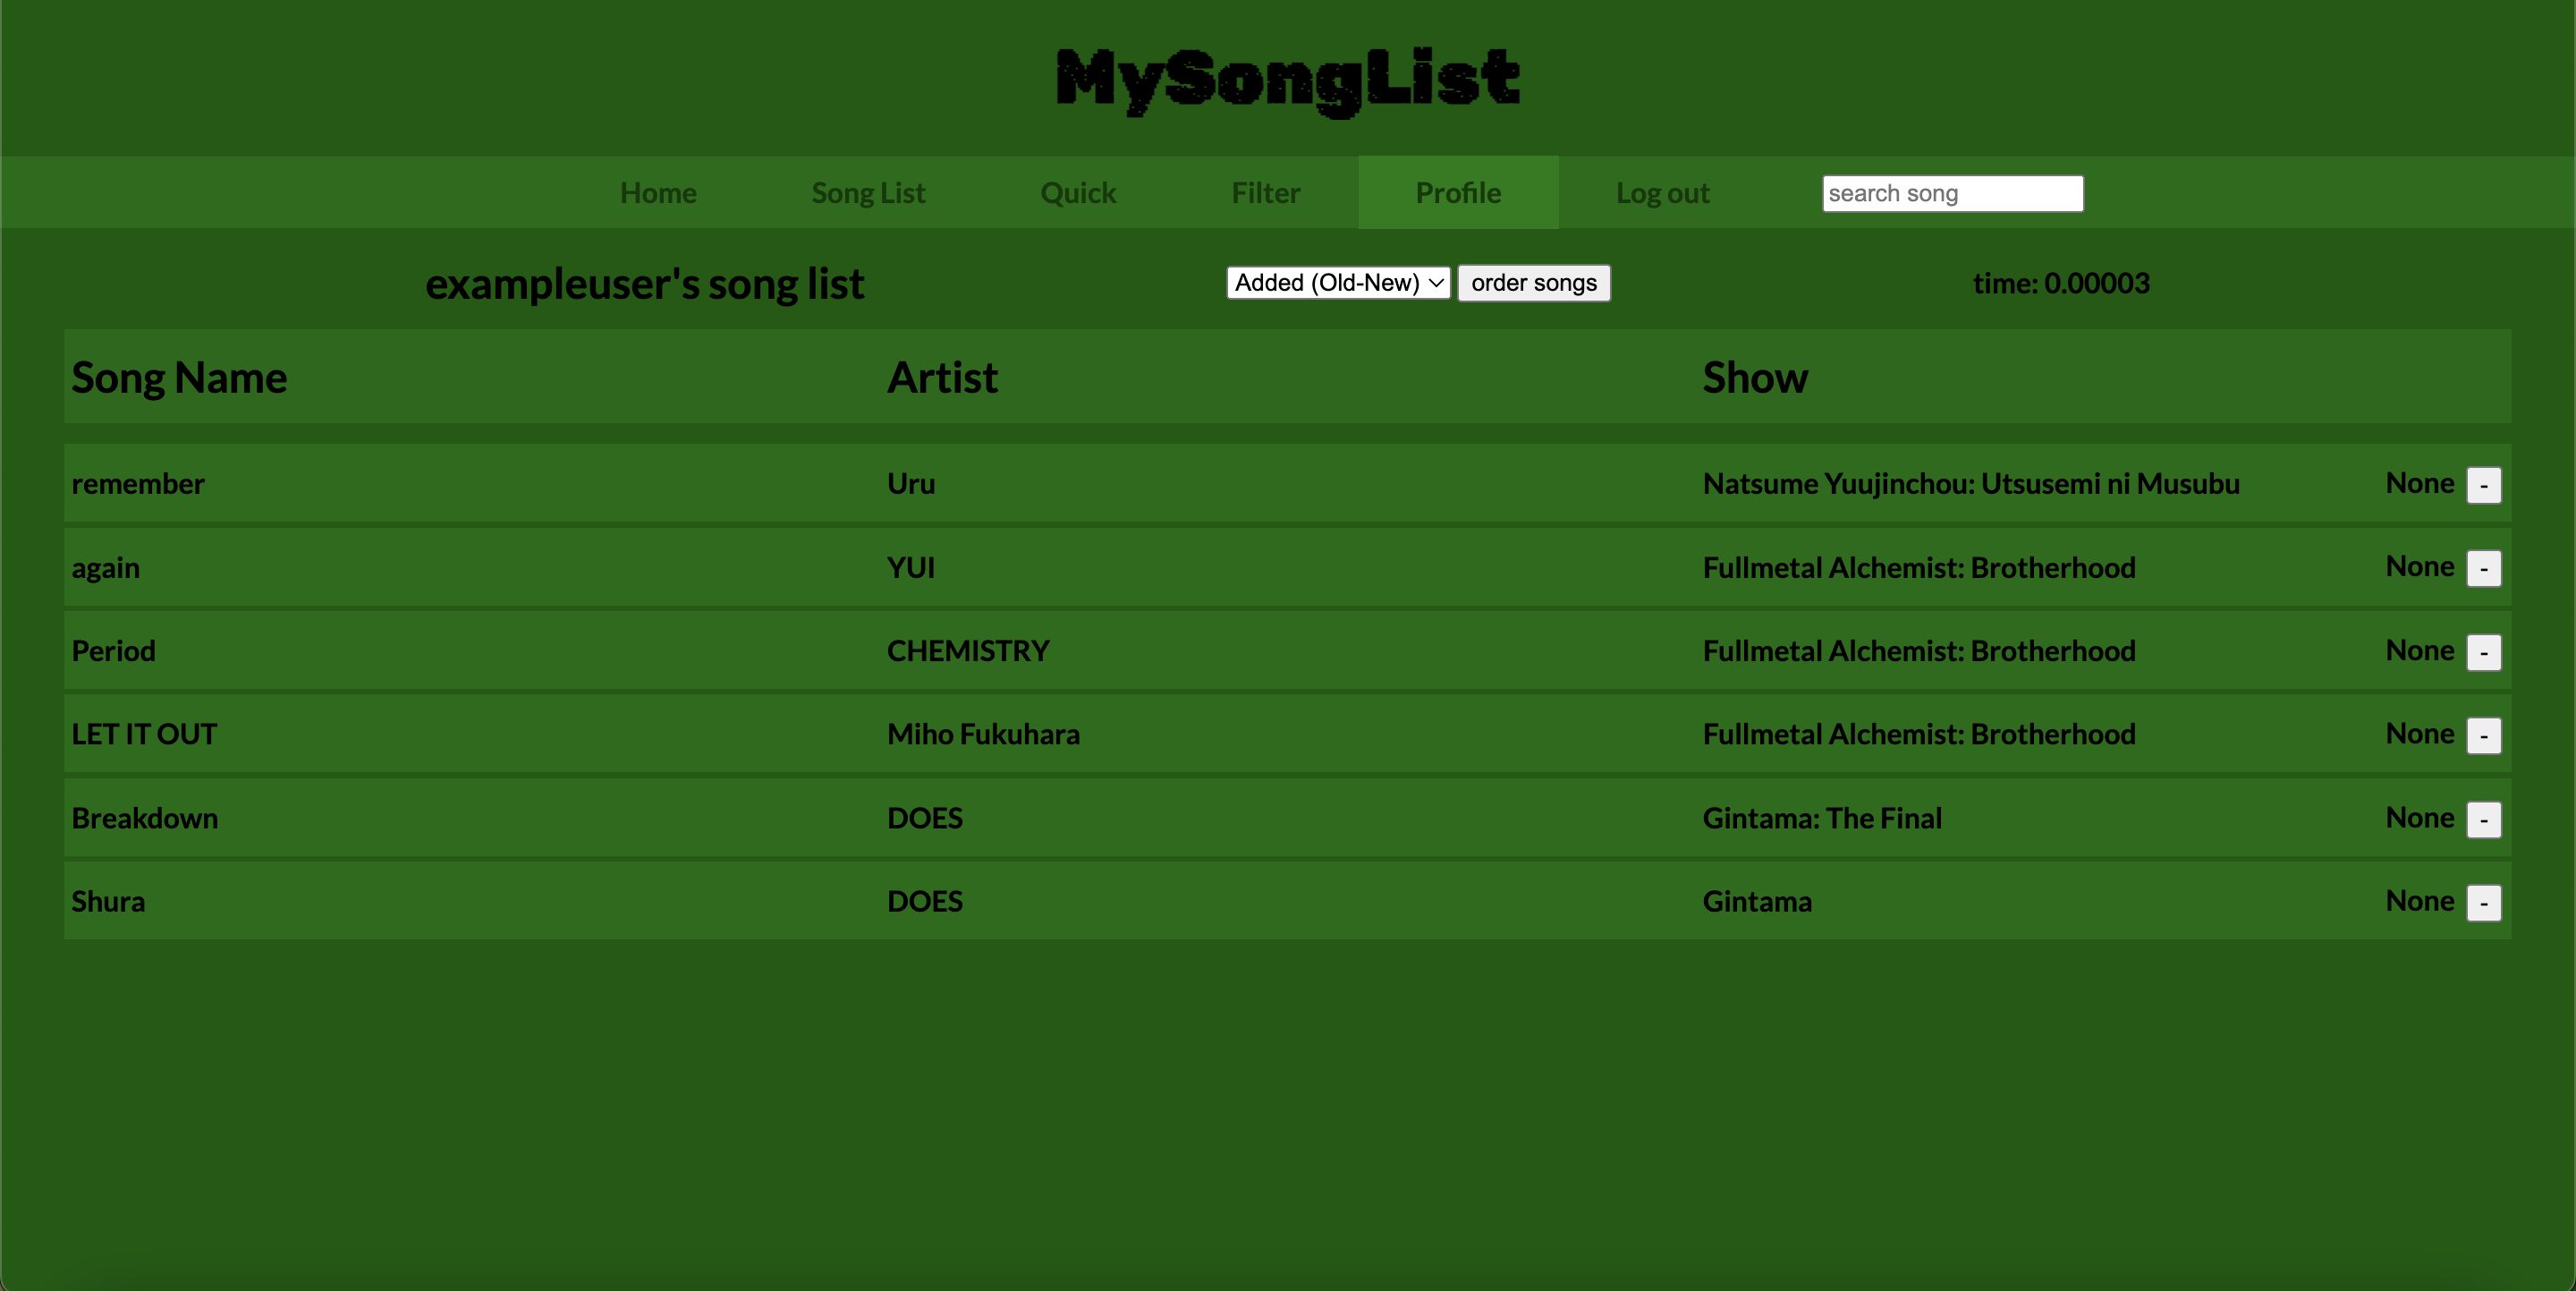 MySongList
Home Song List Quick Filter Profile Log out search song
exampleuser's song list Added (Old-New) order songs time: 0.00003
Song Name Artist Show
remember Uru Natsume Yuujinchou: Utsusemi ni Musubu None -
again YUI Fullmetal Alchemist: Brotherhood None -
Period CHEMISTRY Fullmetal Alchemist: Brotherhood None -
LET IT OUT Miho Fukuhara Fullmetal Alchemist: Brotherhood None -
Breakdown DOES Gintama: The Final None -
Shura DOES Gintama None -